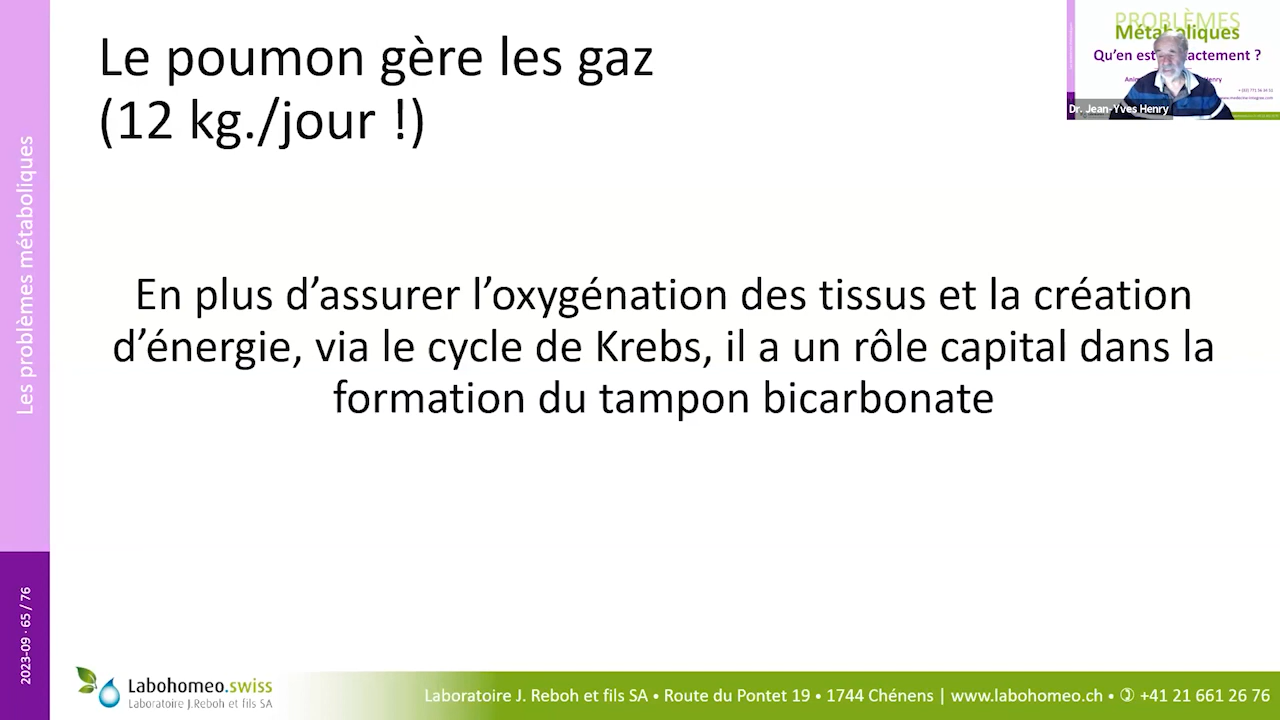 Le poumon gère les gaz
(12 kg./jour !)
En plus d’assurer l’oxygénation des tissus et la création
d’énergie, via le cycle de Krebs, il a un rôle capital dans la
formation du tampon bicarbonate
Les problèmes métaboliques
2023-09 · 65 / 76
PROBLÈMES
Métaboliques
Qu’en est
actement ?
Dr. Jean-Yves Henry
Labohomeo.swiss
Laboratoire J.Reboh et fils SA
Laboratoire J. Reboh et fils SA • Route du Pontet 19 • 1744 Chénens | www.labohomeo.ch • ✆ +41 21 661 26 76